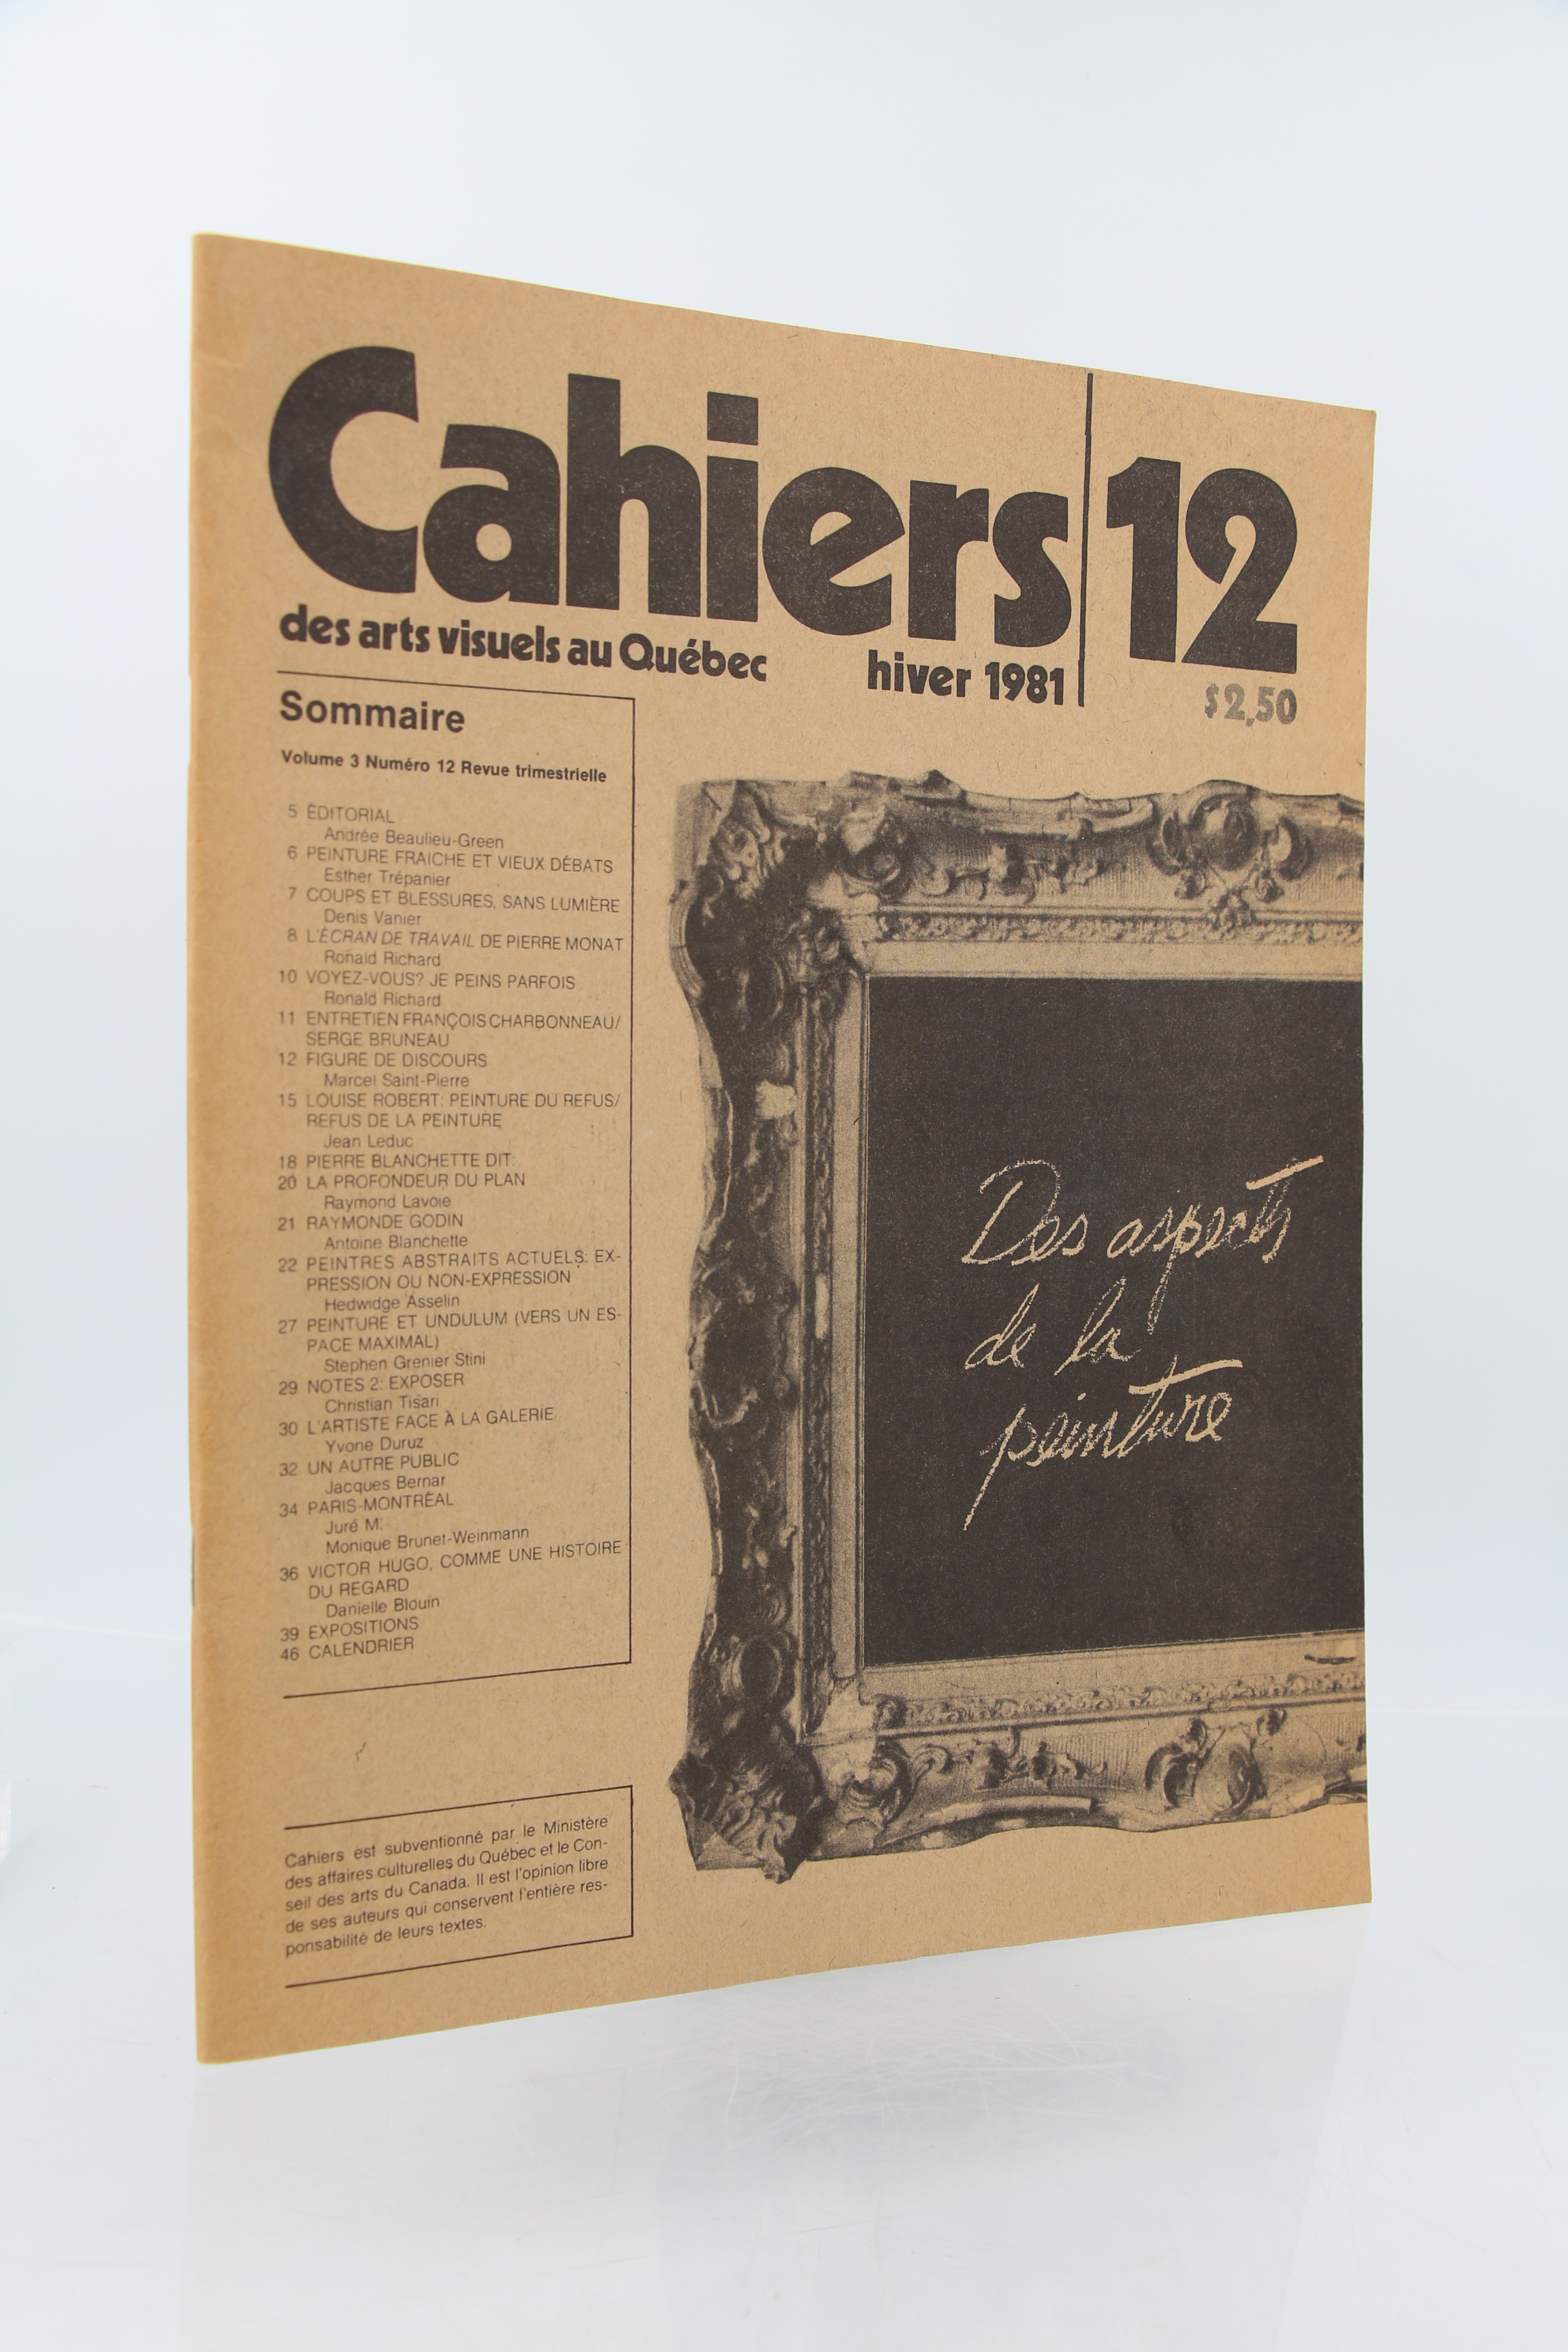 Cahiers 12
des arts visuels au Québec
hiver 1981
$2,50
Sommaire
Volume 3 Numéro 12 Revue trimestrielle
5 ÉDITORIAL
Andrée Beaulieu-Green
6 PEINTURE FRAICHE ET VIEUX DÉBATS
Esther Trépanier
7 COUPS ET BLESSURES, SANS LUMIÈRE
Denis Vanier
8 L'ÉCRAN DE TRAVAIL DE PIERRE MONAT
Ronald Richard
10 VOYEZ-VOUS? JE PEINS PARFOIS
Ronald Richard
11 ENTRETIEN FRANÇOIS CHARBONNEAU/
SERGE BRUNEAU
12 FIGURE DE DISCOURS
Marcel Saint-Pierre
15 LOUISE ROBERT: PEINTURE DU REFUS/
REFUS DE LA PEINTURE
Jean Leduc
18 PIERRE BLANCHETTE DIT:
20 LA PROFONDEUR DU PLAN
Raymond Lavoie
21 RAYMONDE GODIN
Antoine Blanchette
22 PEINTRES ABSTRAITS ACTUELS: EX-
PRESSION OU NON-EXPRESSION
Hedwidge Asselin
27 PEINTURE ET UNDULUM (VERS UN ES-
PACE MAXIMAL)
Stephen Grenier Stini
29 NOTES 2: EXPOSER
Christian Tisari
30 L'ARTISTE FACE À LA GALERIE
Yvone Duruz
32 UN AUTRE PUBLIC
Jacques Bernar
34 PARIS-MONTRÉAL
Juré M.
Monique Brunet-Weinmann
36 VICTOR HUGO, COMME UNE HISTOIRE
DU REGARD
Danielle Blouin
39 EXPOSITIONS
46 CALENDRIER
Des aspects
de la
peinture
Cahiers est subventionné par le Ministère
des affaires culturelles du Québec et le Con-
seil des arts du Canada. Il est l'opinion libre
de ses auteurs qui conservent l'entière res-
ponsabilité de leurs textes.